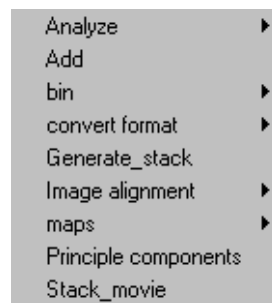 Analyze
Add
bin
convert format
Generate_stack
Image alignment
maps
Principle components
Stack_movie